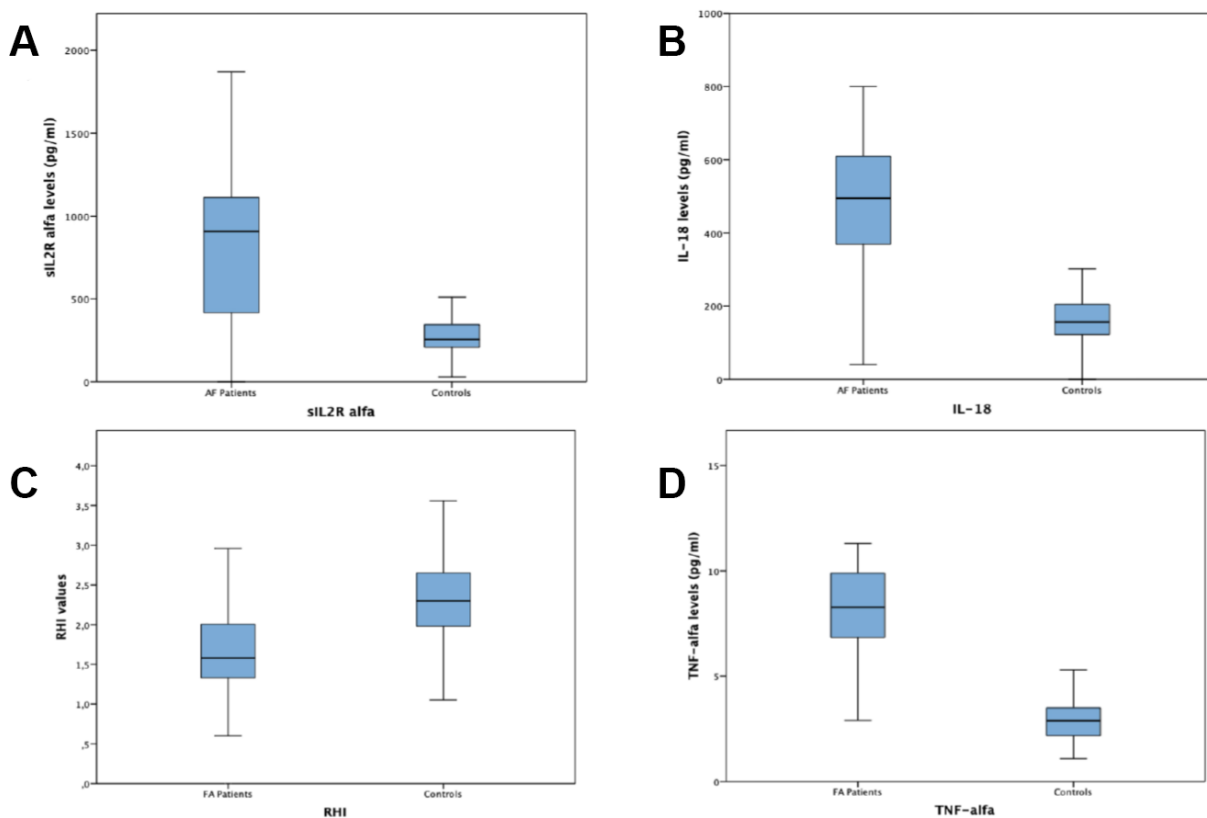 A
sIL2R alfa levels (pg/ml)
2000
1500
1000
500
0
AF Patients
Controls
sIL2R alfa
B
IL-18 levels (pg/ml)
1000
800
600
400
200
0
AF Patients
Controls
IL-18
C
RHI values
4,0
3,5
3,0
2,5
2,0
1,5
1,0
,5
,0
FA Patients
Controls
RHI
D
TNF-alfa levels (pg/ml)
15
10
5
0
FA Patients
Controls
TNF-alfa